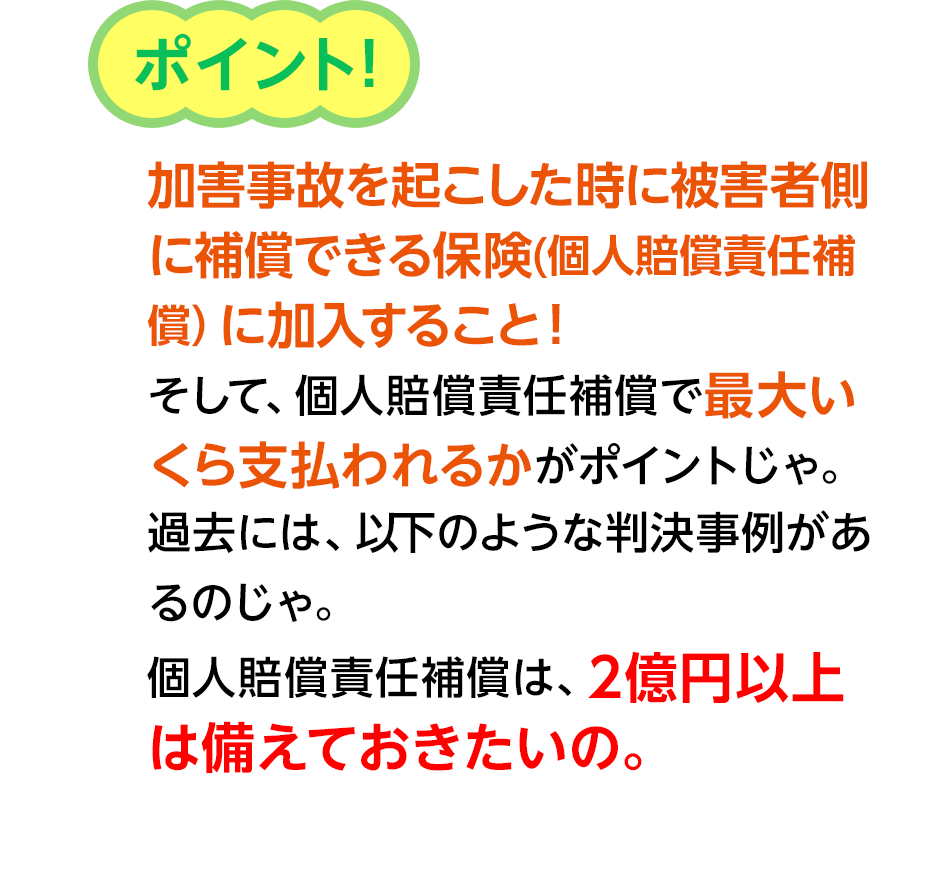 ポイント!
加害事故を起こした時に被害者側
に補償できる保険(個人賠償責任補
償)に加入すること!
そして、個人賠償責任補償で最大い
くら支払われるかがポイントじゃ。
過去には、以下のような判決事例があ
るのじゃ。
個人賠償責任補償は、2億円以上
は備えておきたいの。